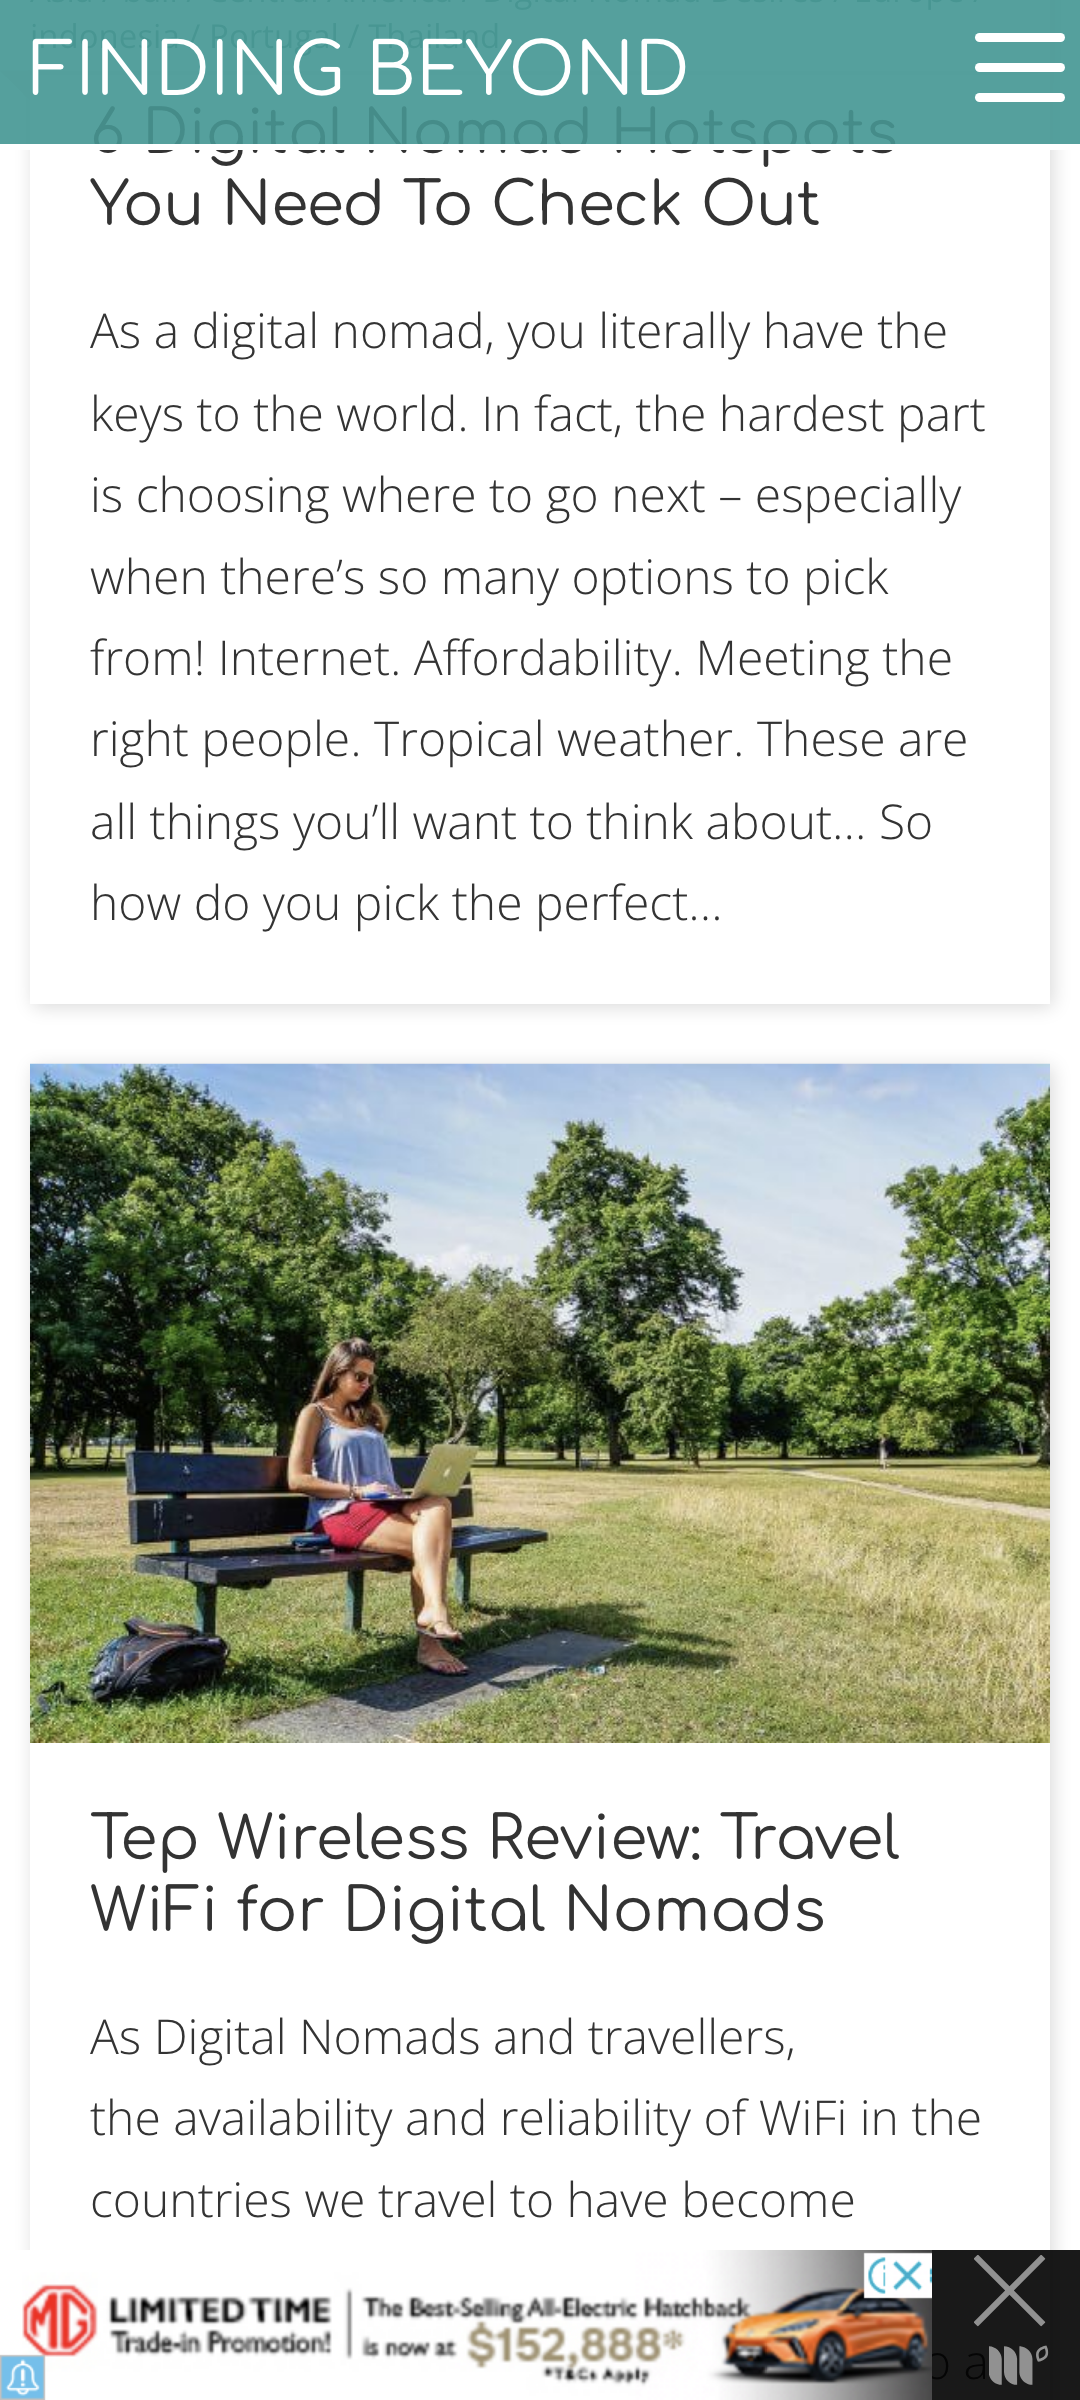 indonesia / Portugal / Thailand
FINDING BEYOND
6 Digital Nomad Hotspots
You Need To Check Out
As a digital nomad, you literally have the
keys to the world. In fact, the hardest part
is choosing where to go next – especially
when there’s so many options to pick
from! Internet. Affordability. Meeting the
right people. Tropical weather. These are
all things you’ll want to think about… So
how do you pick the perfect…
Tep Wireless Review: Travel
WiFi for Digital Nomads
As Digital Nomads and travellers,
the availability and reliability of WiFi in the
countries we travel to have become
MG
LIMITED TIME
Trade-in Promotion!
The Best-Selling All-Electric Hatchback
is now at $152,888*
*T&Cs Apply